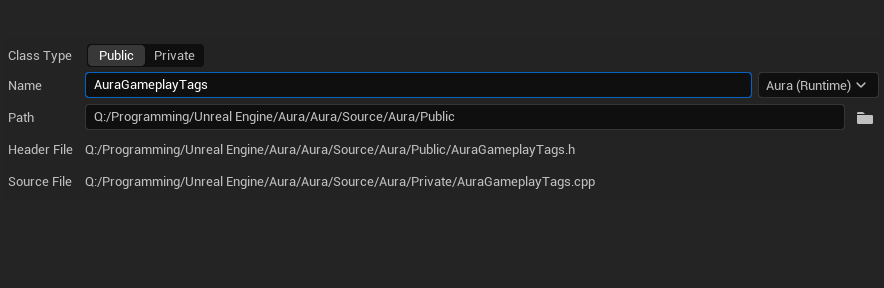 Class Type Public Private
Name AuraGameplayTags Aura (Runtime)
Path Q:/Programming/Unreal Engine/Aura/Aura/Source/Aura/Public
Header File Q:/Programming/Unreal Engine/Aura/Aura/Source/Aura/Public/AuraGameplayTags.h
Source File Q:/Programming/Unreal Engine/Aura/Aura/Source/Aura/Private/AuraGameplayTags.cpp